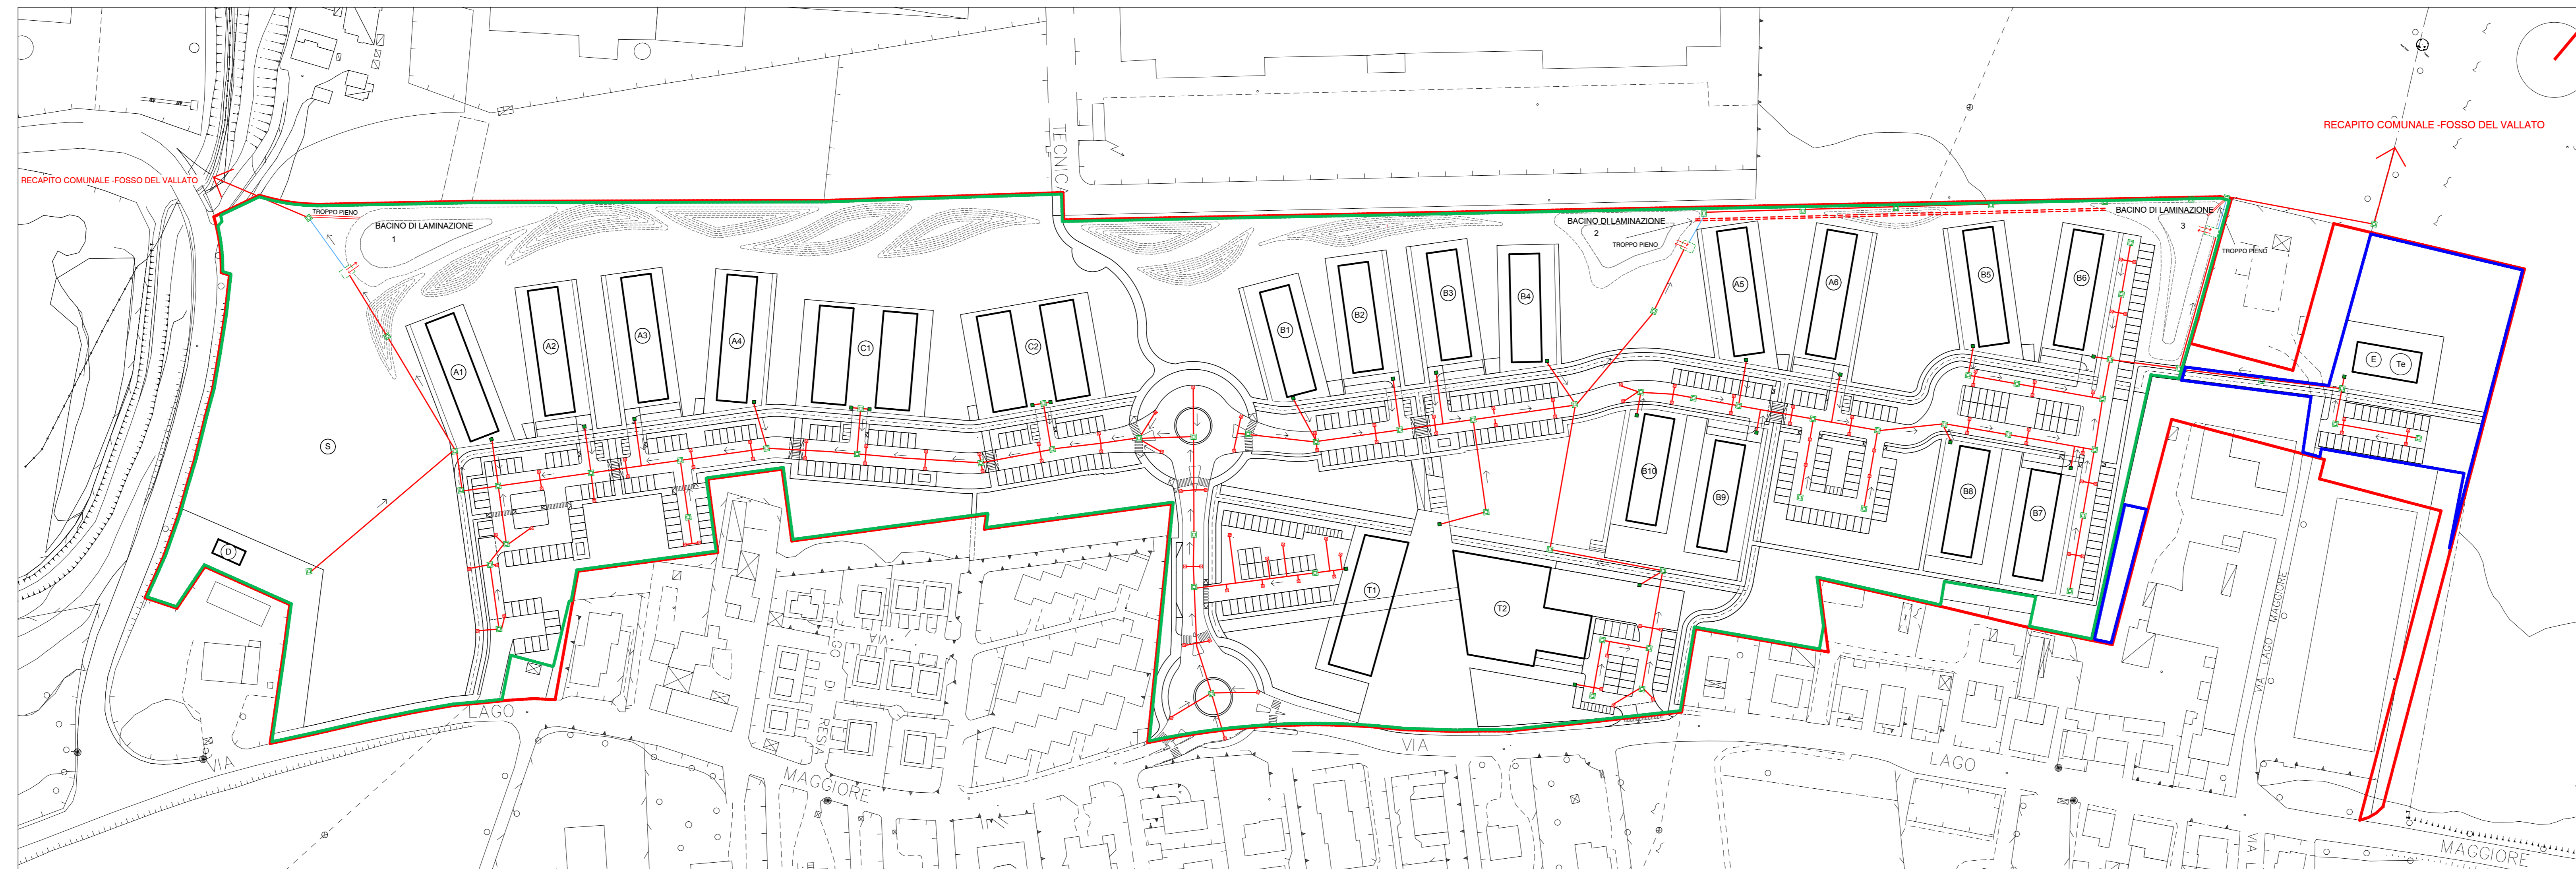 RECAPITO COMUNALE -FOSSO DEL VALLATO
RECAPITO COMUNALE -FOSSO DEL VALLATO
TECNICA
TROPPO PIENO
BACINO DI LAMINAZIONE
1
BACINO DI LAMINAZIONE
2
TROPPO PIENO
BACINO DI LAMINAZIONE
3
TROPPO PIENO
A1
A2
A3
A4
C1
C2
B1
B2
B3
B4
A5
A6
B5
B6
E
Te
S
D
B10
B9
B8
B7
T1
T2
VIA
LAGO
MAGGIORE
VIA
LAGO
DI
RESIA
VIA
LAGO
VIA LAGO MAGGIORE
VIA
MAGGIORE